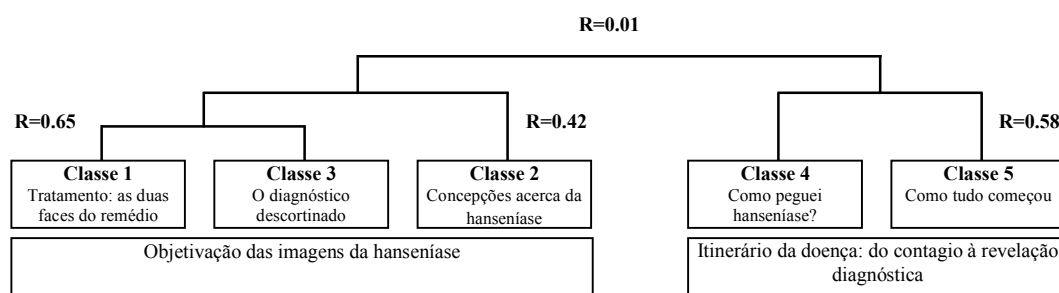 R=0.01
R=0.65
R=0.42
R=0.58
Classe 1
Tratamento: as duas
faces do remédio
Classe 3
O diagnóstico
descortinado
Classe 2
Concepções acerca da
hanseníase
Classe 4
Como peguei
hanseníase?
Classe 5
Como tudo começou
Objetivação das imagens da hanseníase
Itinerário da doença: do contagio à revelação
diagnóstica